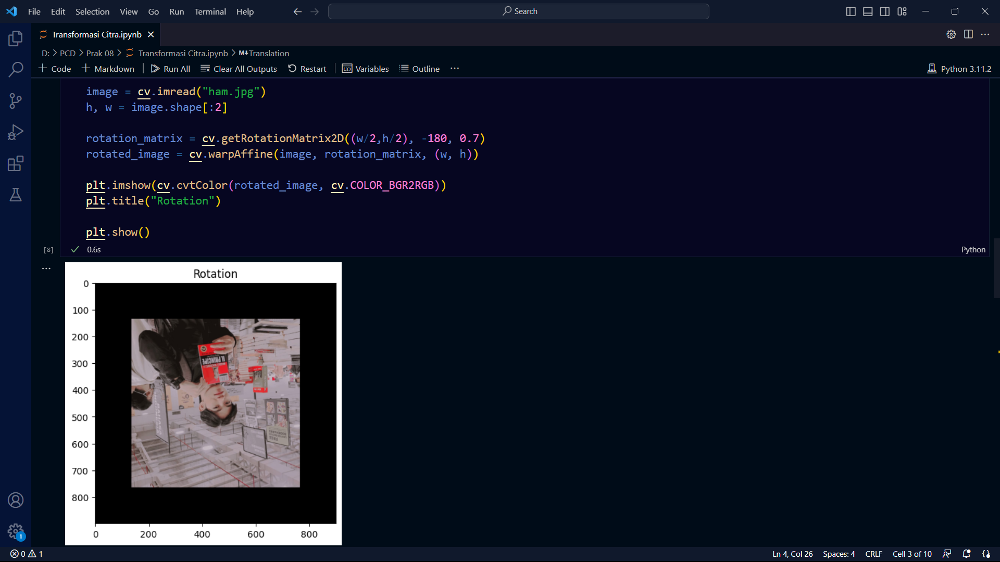 File Edit Selection View Go Run Terminal Help
Search
Transformasi Citra.ipynb
D: > PCD > Prak 08 > Transformasi Citra.ipynb > M↓Translation
+ Code + Markdown | Run All Clear All Outputs Restart | Variables Outline ...
Python 3.11.2
image = cv.imread("ham.jpg")
h, w = image.shape[:2]
rotation_matrix = cv.getRotationMatrix2D((w/2,h/2), -180, 0.7)
rotated_image = cv.warpAffine(image, rotation_matrix, (w, h))
plt.imshow(cv.cvtColor(rotated_image, cv.COLOR_BGR2RGB))
plt.title("Rotation")
plt.show()
[8] 0.6s
Python
...
Rotation
0
100
200
300
400
500
600
700
800
0 200 400 600 800
IL PRINCIPE
1
0 1
Ln 4, Col 26 Spaces: 4 CRLF Cell 3 of 10